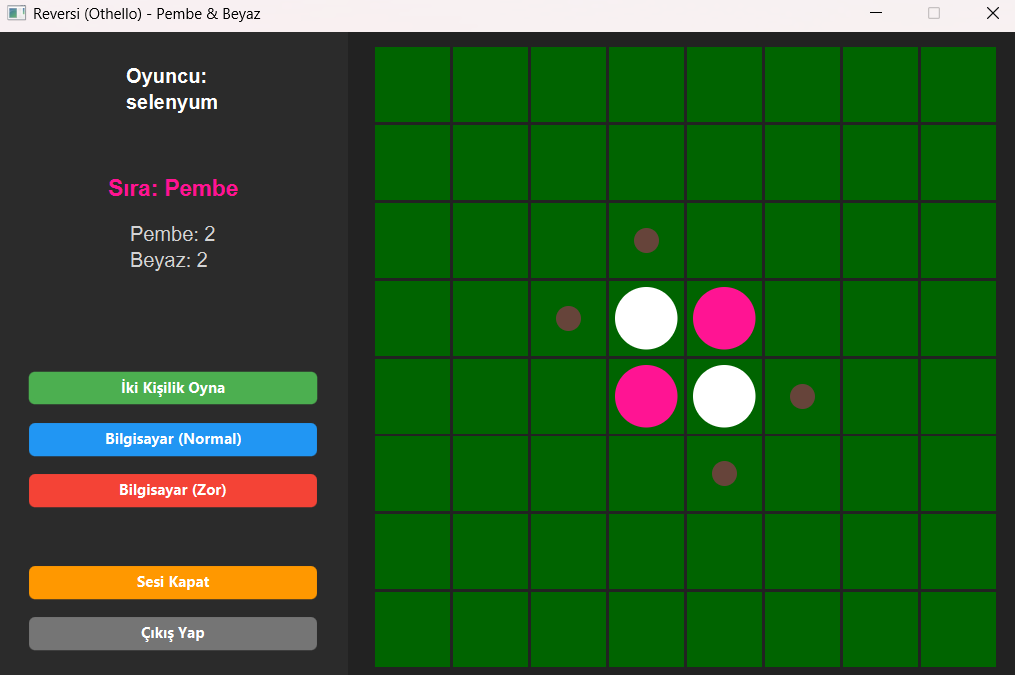 Reversi (Othello) - Pembe & Beyaz
Oyuncu:
selenyum
Sıra: Pembe
Pembe: 2
Beyaz: 2
İki Kişilik Oyna
Bilgisayar (Normal)
Bilgisayar (Zor)
Sesi Kapat
Çıkış Yap